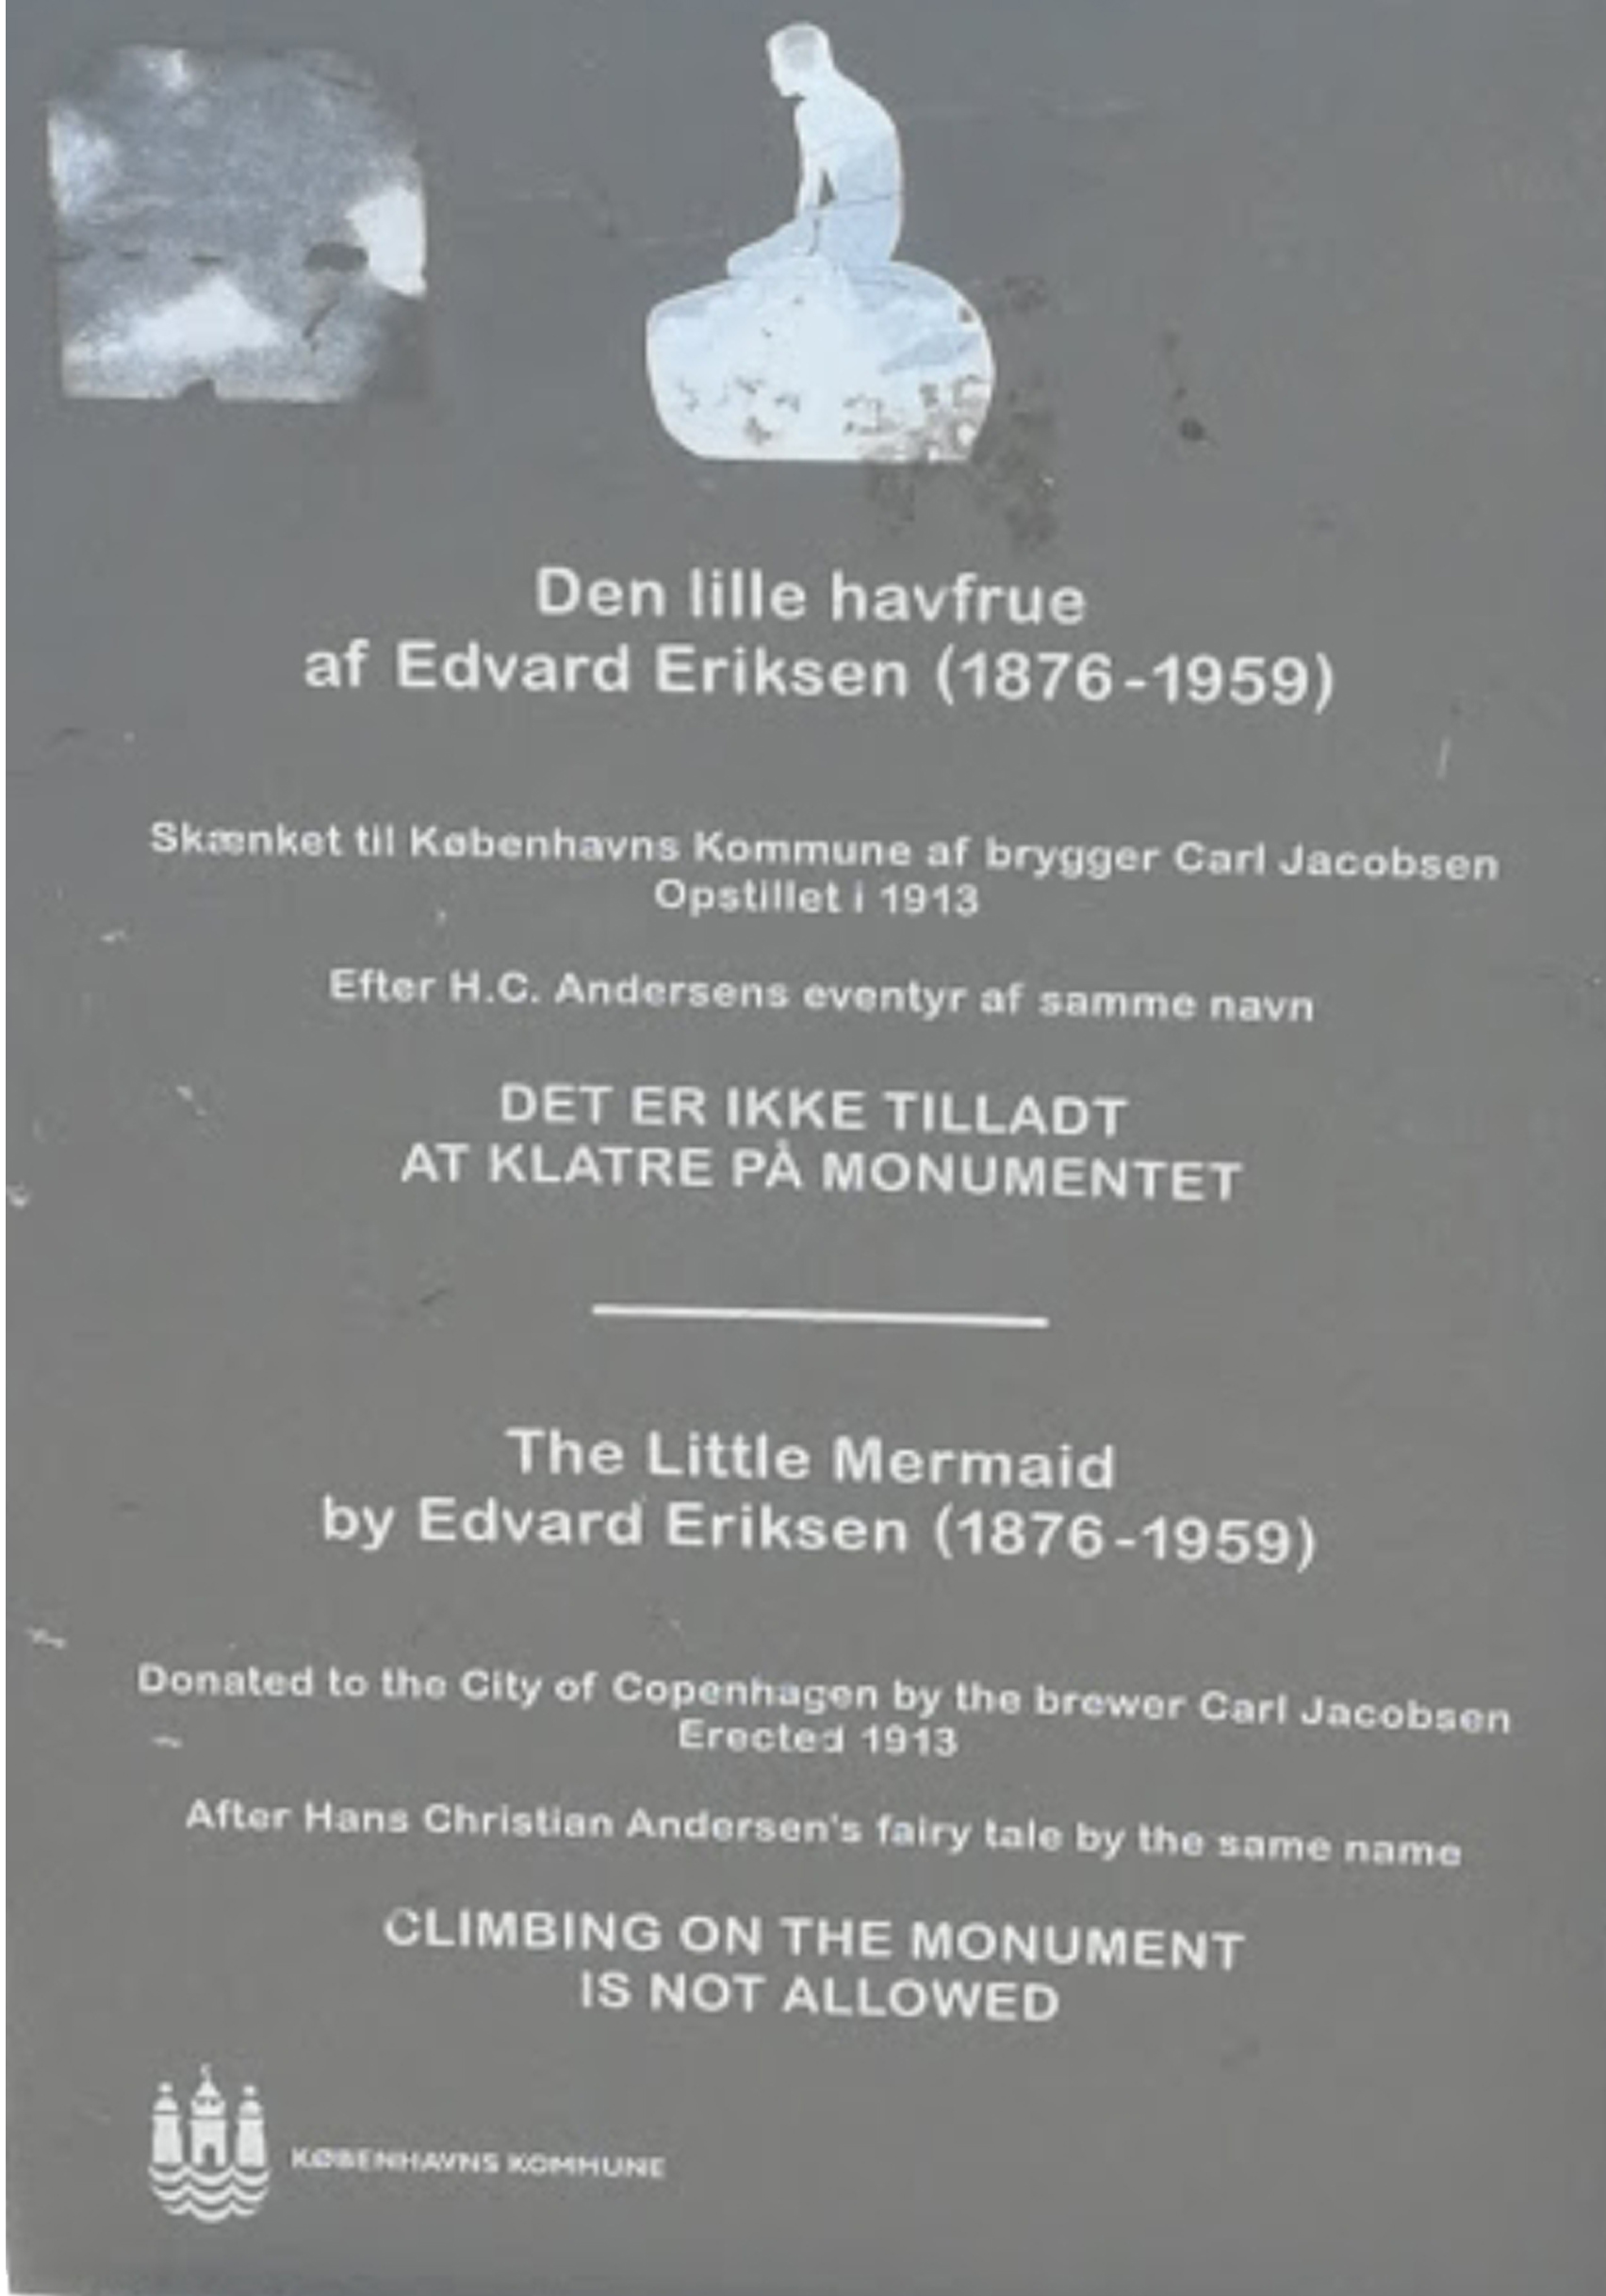 Den lille havfrue
af Edvard Eriksen (1876-1959)
Skænket til Københavns Kommune af brygger Carl Jacobsen
Opstillet i 1913
Efter H.C. Andersens eventyr af samme navn
DET ER IKKE TILLADT
AT KLATRE PÅ MONUMENTET
The Little Mermaid
by Edvard Eriksen (1876-1959)
Donated to the City of Copenhagen by the brewer Carl Jacobsen
Erected 1913
After Hans Christian Andersen's fairy tale by the same name
CLIMBING ON THE MONUMENT
IS NOT ALLOWED
KØBENHAVNS KOMMUNE